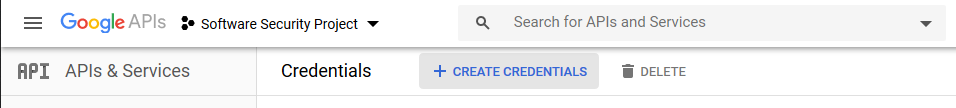 Google APIs Software Security Project Search for APIs and Services
API APIs & Services Credentials + CREATE CREDENTIALS DELETE